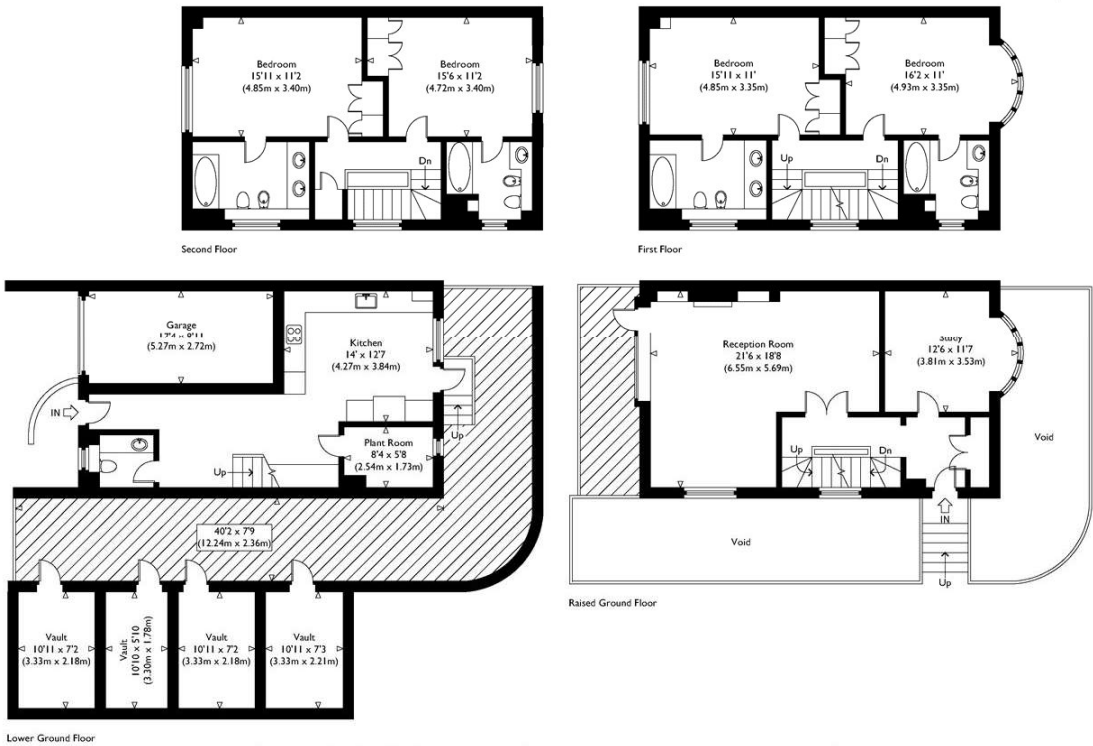 Bedroom
15'11 x 11'2
(4.85m x 3.40m)
Bedroom
15'6 x 11'2
(4.72m x 3.40m)
Dn
Second Floor
Bedroom
15'11 x 11'
(4.85m x 3.35m)
Bedroom
16'2 x 11'
(4.93m x 3.35m)
Up
Dn
First Floor
Garage
(5.27m x 2.72m)
Kitchen
14' x 12'7
(4.27m x 3.84m)
IN
Up
Plant Room
8'4 x 5'8
(2.54m x 1.73m)
Up
40'2 x 7'9
(12.24m x 2.36m)
Vault
10'11 x 7'2
(3.33m x 2.18m)
Vault
10'10 x 5'10
(3.30m x 1.78m)
Vault
10'11 x 7'2
(3.33m x 2.18m)
Vault
10'11 x 7'3
(3.33m x 2.21m)
Lower Ground Floor
Reception Room
21'6 x 18'8
(6.55m x 5.69m)
Study
12'6 x 11'7
(3.81m x 3.53m)
Void
Up
Dn
IN
Void
Up
Raised Ground Floor